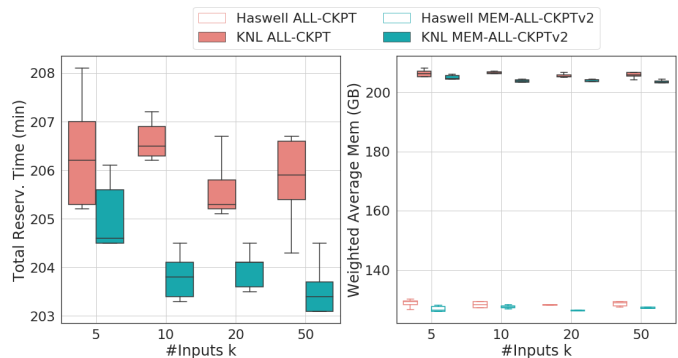 Haswell ALL-CKPT
Haswell MEM-ALL-CKPTv2
KNL ALL-CKPT
KNL MEM-ALL-CKPTv2
Total Reserv. Time (min)
208
207
206
205
204
203
5
10
20
50
#Inputs k
Weighted Average Mem (GB)
200
180
160
140
5
10
20
50
#Inputs k